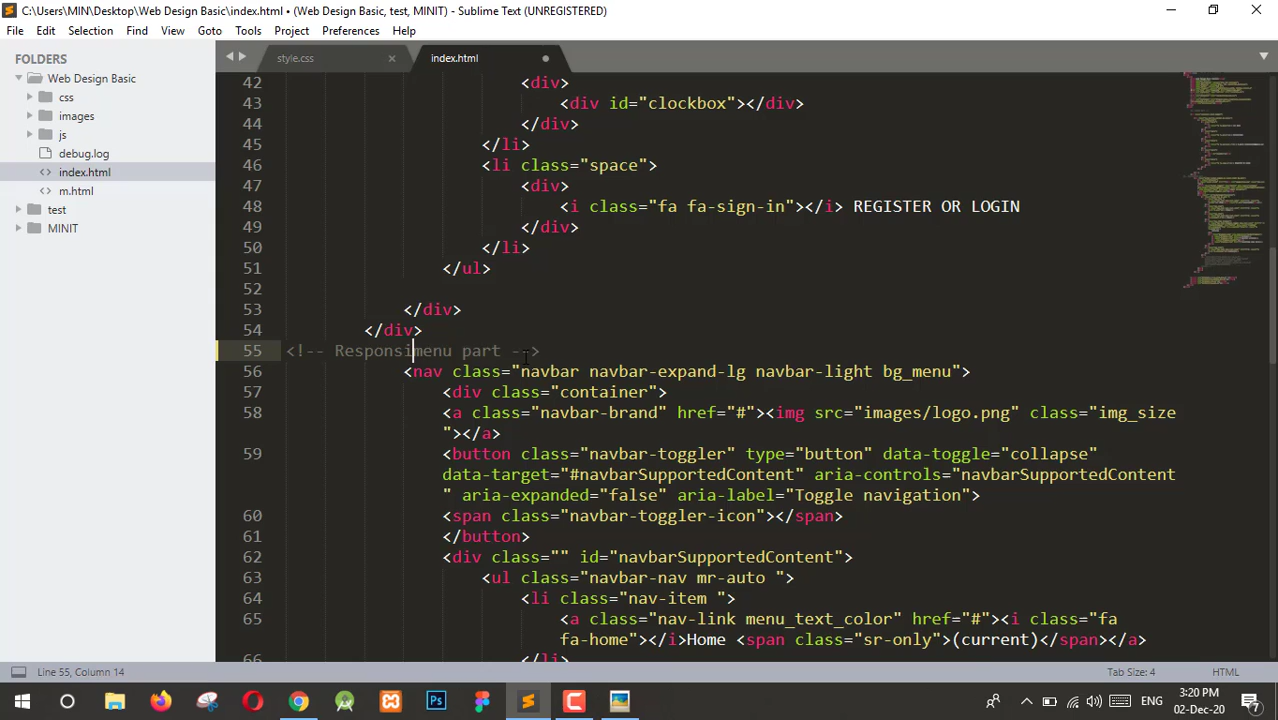 C:\Users\MIN\Desktop\Web Design Basic\index.html • (Web Design Basic, test, MINIT) - Sublime Text (UNREGISTERED)
File Edit Selection Find View Goto Tools Project Preferences Help
FOLDERS
Web Design Basic
css
images
js
debug.log
index.html
m.html
test
MINIT
style.css
index.html
42 <div>
43 <div id="clockbox"></div>
44 </div>
45 </li>
46 <li class="space">
47 <div>
48 <i class="fa fa-sign-in"></i> REGISTER OR LOGIN
49 </div>
50 </li>
51 </ul>
52
53 </div>
54 </div>
55 <!-- Responsimenu part -->
56 <nav class="navbar navbar-expand-lg navbar-light bg_menu">
57 <div class="container">
58 <a class="navbar-brand" href="#"><img src="images/logo.png" class="img_size
"></a>
59 <button class="navbar-toggler" type="button" data-toggle="collapse"
data-target="#navbarSupportedContent" aria-controls="navbarSupportedContent
" aria-expanded="false" aria-label="Toggle navigation">
60 <span class="navbar-toggler-icon"></span>
61 </button>
62 <div class="" id="navbarSupportedContent">
63 <ul class="navbar-nav mr-auto ">
64 <li class="nav-item ">
65 <a class="nav-link menu_text_color" href="#"><i class="fa
fa-home"></i>Home <span class="sr-only">(current)</span></a>
66 </li>
Line 55, Column 14
Tab Size: 4
HTML
ENG
3:20 PM
02-Dec-20
7